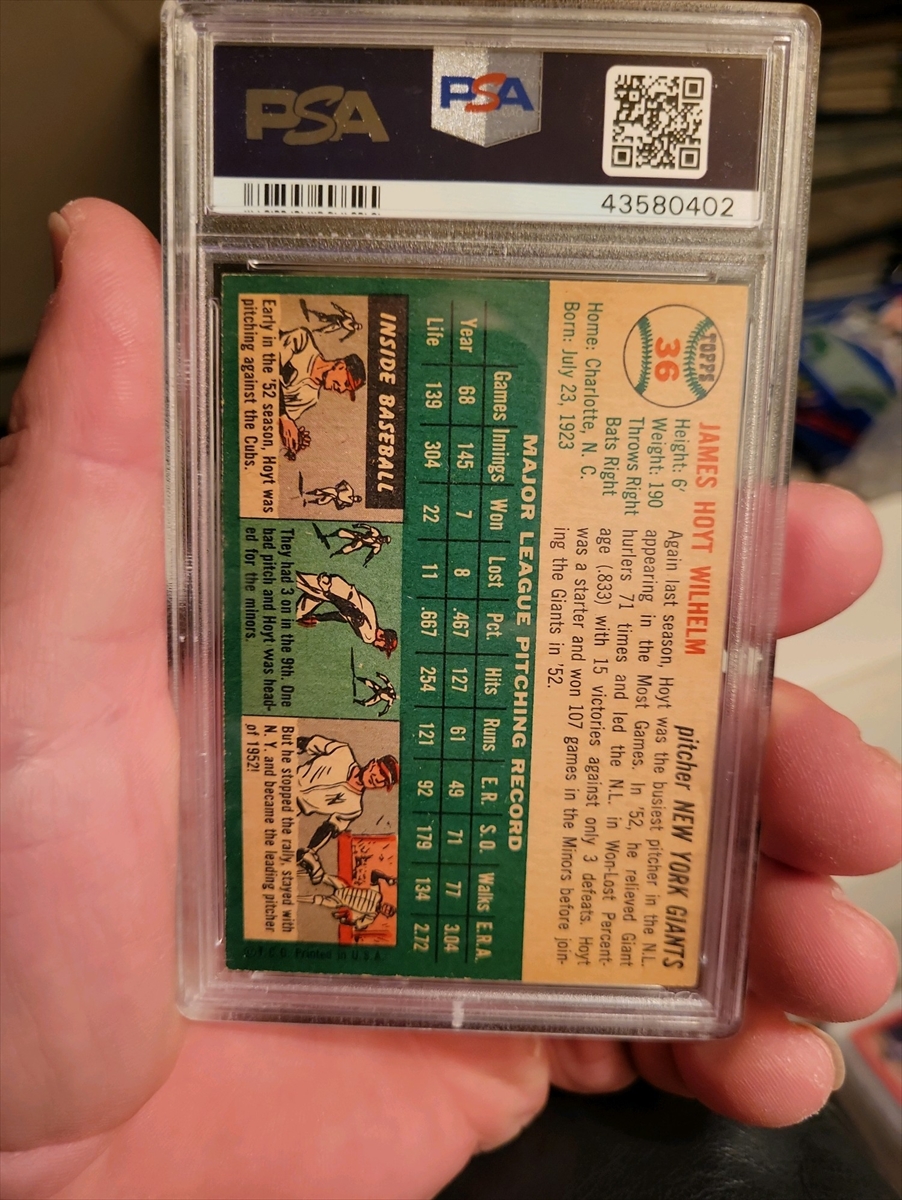 PSA
PSA
43580402
TOPPS
36
JAMES HOYT WILHELM
pitcher NEW YORK GIANTS
Height: 6'
Weight: 190
Throws Right
Bats Right
Home: Charlotte, N. C.
Born: July 23, 1923
Again last season, Hoyt was the busiest pitcher in the N.L.
appearing in the Most Games. In '52, he relieved Giant
hurlers 71 times and led the N.L. in Won-Lost Percent-
age (.833) with 15 victories against only 3 defeats. Hoyt
was a starter and won 107 games in the Minors before join-
ing the Giants in '52.
MAJOR LEAGUE PITCHING RECORD
Games Innings Won Lost Pct. Hits Runs E.R. S.O. Walks E.R.A.
Year 68 145 7 8 .467 127 61 49 71 77 3.04
Life 139 304 22 11 .667 254 121 92 179 134 2.72
INSIDE BASEBALL
Early in the '52 season, Hoyt was
pitching against the Cubs.
They had 3 on in the 9th. One
bad pitch and Hoyt was head-
ed for the minors.
But he stopped the rally, stayed with
N. Y. and became the leading pitcher
of 1952!
T.C.G. Printed in U.S.A.